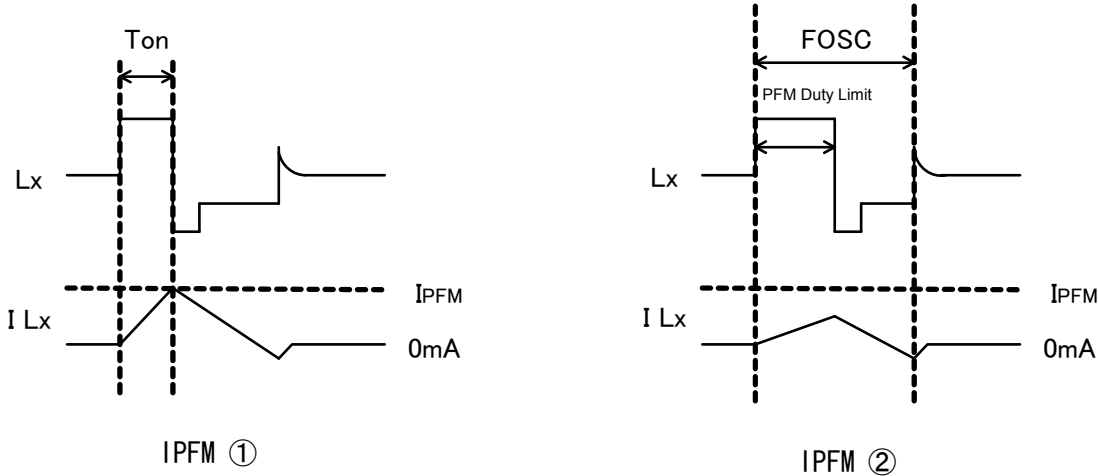 Ton
Lx
IPFM
I Lx
0mA
IPFM ①
FOSC
PFM Duty Limit
Lx
IPFM
I Lx
0mA
IPFM ②